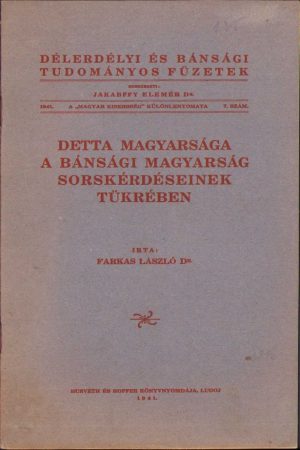 DÉLERDÉLYI ÉS BÁNSÁGI
TUDOMÁNYOS FÜZETEK
SZERKESZTI:
JAKABFFY ELEMÉR DR.
1941. A „MAGYAR KISEBBSÉG" KÜLÖNLENYOMATA 7. SZÁM.
DETTA MAGYARSÁGA
A BÁNSÁGI MAGYARSÁG
SORSKÉRDÉSEINEK
TÜKRÉBEN
IRTA:
FARKAS LÁSZLÓ DR.
HUSVÉTH ÉS HOFFER KÖNYVNYOMDÁJA, LUGOJ
1941.